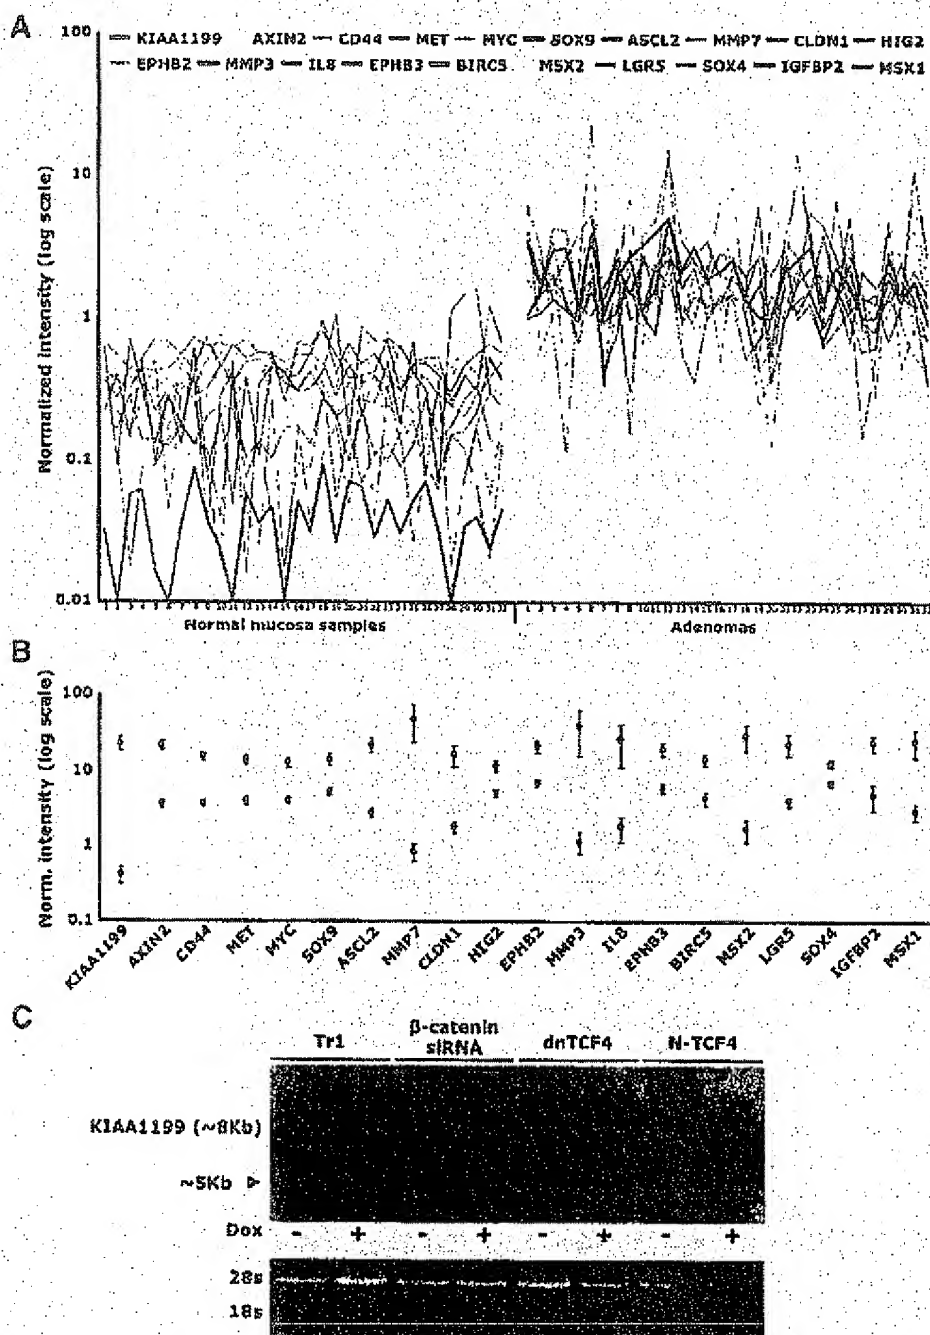 A
100
KIAA1199 AXIN2 CD44 MET MYC SOX9 ASCL2 MMP7 CLDN1 HIG2
EPHB2 MMP3 IL8 EPHB3 BIRC5 MSX2 LGR5 SOX4 IGFBP2 MSX1
10
1
0.1
0.01
Normalized intensity (log scale)
Normal mucosa samples Adenomas
B
100
10
1
0.1
Norm. intensity (log scale)
KIAA1199 AXIN2 CD44 MET MYC SOX9 ASCL2 MMP7 CLDN1 HIG2 EPHB2 MMP3 IL8 EPHB3 BIRC5 MSX2 LGR5 SOX4 IGFBP2 MSX1
C
Tr1 β-catenin siRNA dnTCF4 N-TCF4
KIAA1199 (~8Kb)
~5Kb
Dox - + - + - + - +
28s
18s